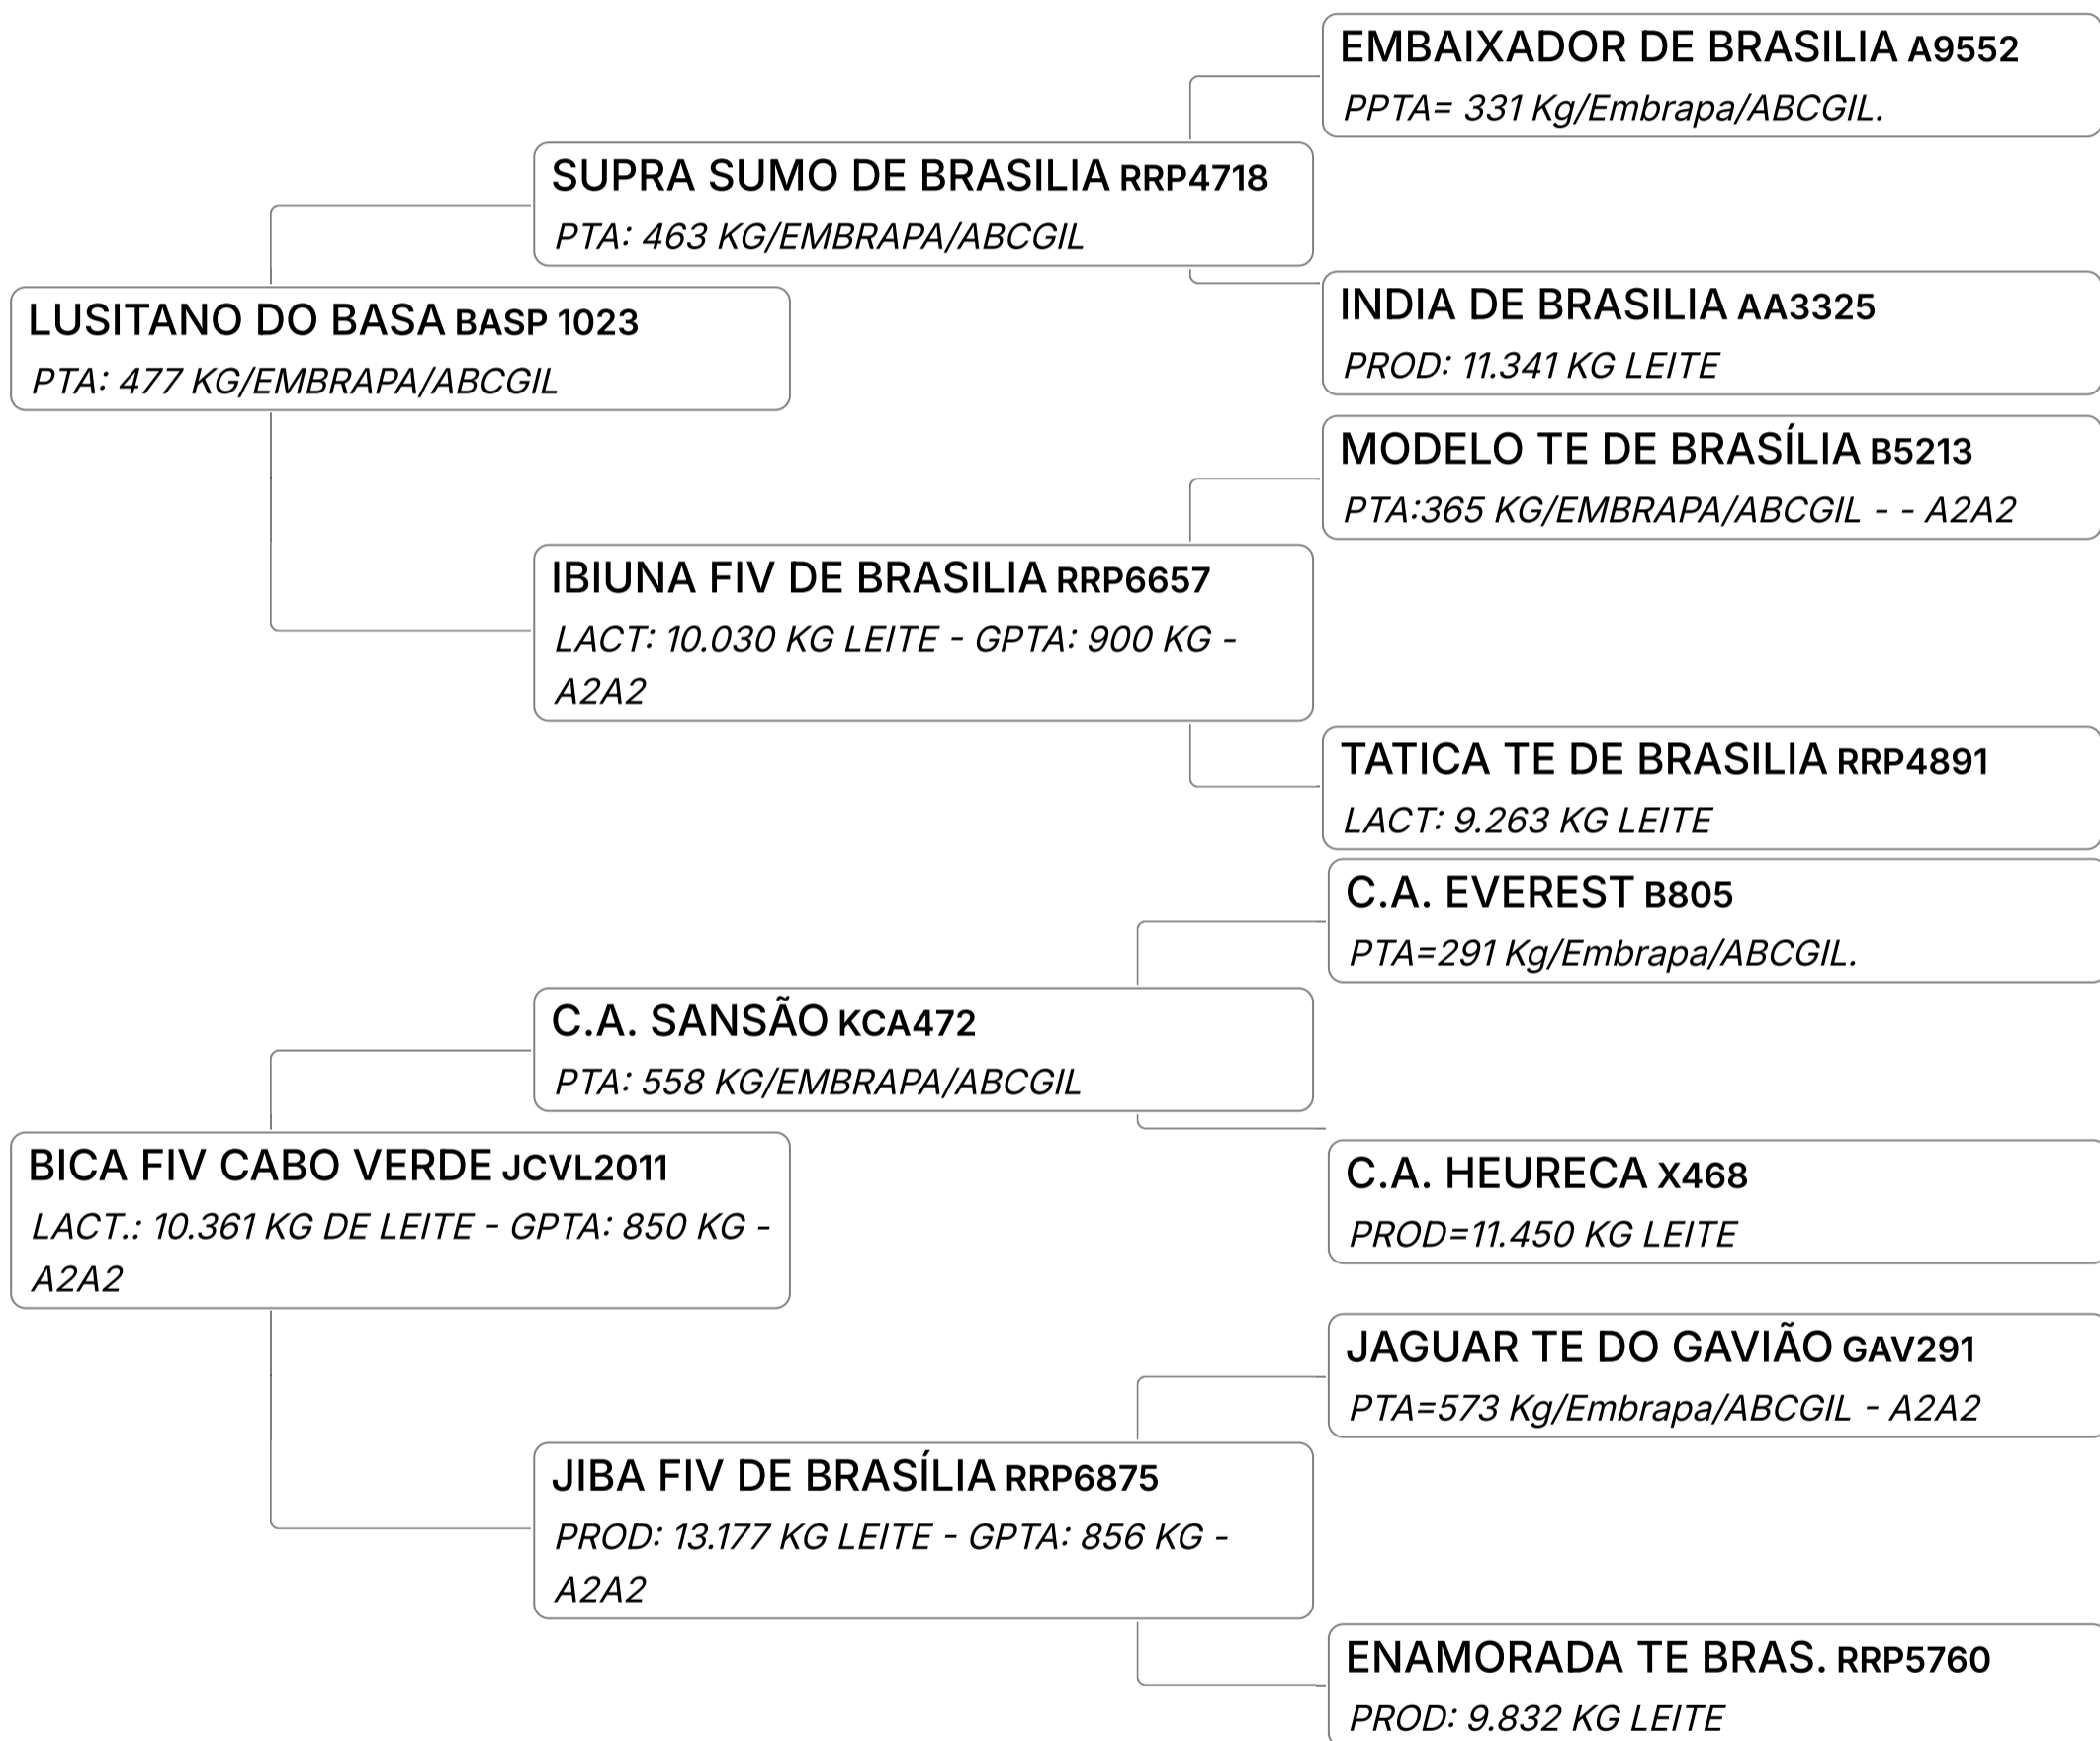 EMBAIXADOR DE BRASILIA A9552
PPTA= 331 Kg/Embrapa/ABCGIL.
SUPRA SUMO DE BRASILIA RRP4718
PTA: 463 KG/EMBRAPA/ABCGIL
INDIA DE BRASILIA AA3325
PROD: 11.341 KG LEITE
LUSITANO DO BASA BASP 1023
PTA: 477 KG/EMBRAPA/ABCGIL
MODELO TE DE BRASÍLIA B5213
PTA:365 KG/EMBRAPA/ABCGIL - - A2A2
IBIUNA FIV DE BRASILIA RRP6657
LACT: 10.030 KG LEITE - GPTA: 900 KG -
A2A2
TATICA TE DE BRASILIA RRP4891
LACT: 9.263 KG LEITE
C.A. EVEREST B805
PTA=291 Kg/Embrapa/ABCGIL.
C.A. SANSÃO KCA472
PTA: 558 KG/EMBRAPA/ABCGIL
C.A. HEURECA X468
PROD=11.450 KG LEITE
BICA FIV CABO VERDE JCVL2011
LACT.: 10.361 KG DE LEITE - GPTA: 850 KG -
A2A2
JAGUAR TE DO GAVIÃO GAV291
PTA=573 Kg/Embrapa/ABCGIL - A2A2
JIBA FIV DE BRASÍLIA RRP6875
PROD: 13.177 KG LEITE - GPTA: 856 KG -
A2A2
ENAMORADA TE BRAS. RRP5760
PROD: 9.832 KG LEITE